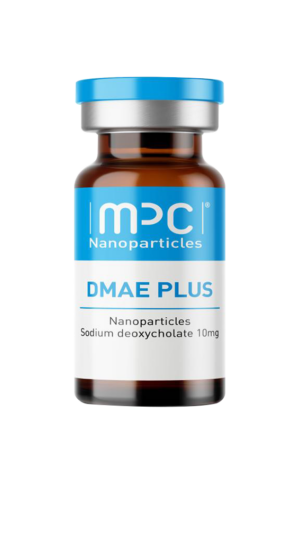 |mpc|®
Nanoparticles
DMAE PLUS
Nanoparticles
Sodium deoxycholate 10mg